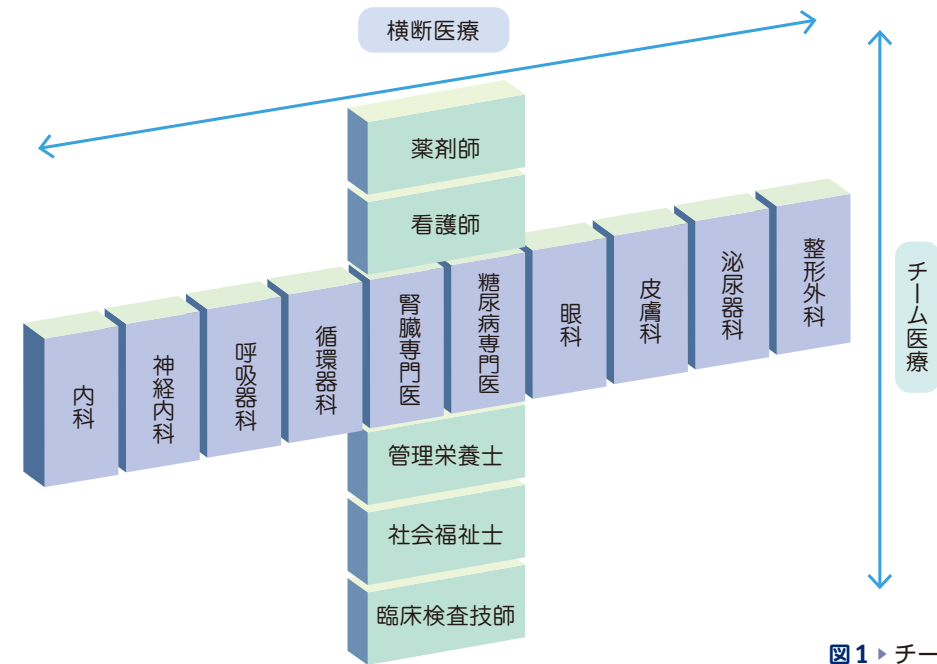 横断医療
薬剤師
看護師
内科
神経内科
呼吸器科
循環器科
腎臓専門医
糖尿病専門医
眼科
皮膚科
泌尿器科
整形外科
チーム医療
管理栄養士
社会福祉士
臨床検査技師
図1 ▶ チー